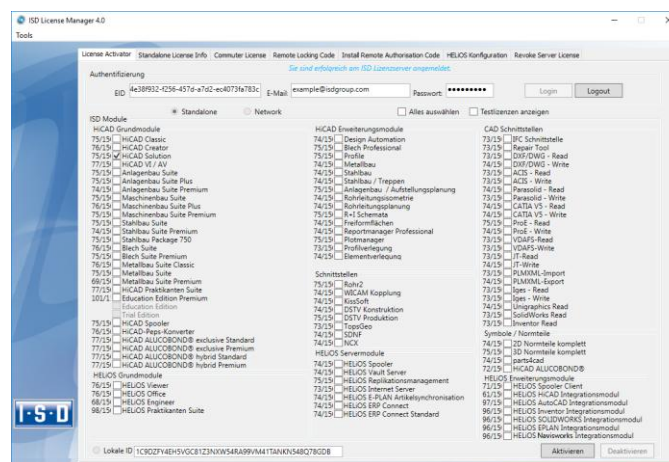 ISD License Manager 4.0
Tools
License Activator
Standalone License Info
Commuter License
Remote Locking Code
Install Remote Authorisation Code
HELiOS Konfiguration
Revoke Server License
Sie sind erfolgreich am ISD Lizenzserver angemeldet.
Authentifizierung
EID 4e38f932-f256-457d-a7d2-ec4073fa783c E-Mail: example@isdgroup.com Passwort: ●●●●●●●●● Login Logout
Standalone Network Alles auswählen Testlizenzen anzeigen
ISD Module
HiCAD Grundmodule
HiCAD Classic
HiCAD Creator
HiCAD Solution
HiCAD VI / AV
Anlagenbau Suite
Anlagenbau Suite Plus
Anlagenbau Suite Premium
Maschinenbau Suite
Maschinenbau Suite Plus
Maschinenbau Suite Premium
Stahlbau Suite
Stahlbau Suite Premium
Stahlbau Package 750
Blech Suite
Blech Suite Premium
Metallbau Suite Classic
Metallbau Suite
Metallbau Suite Premium
HiCAD Praktikanten Suite
Education Edition Premium
Education Edition
Trial Edition
HiCAD Spooler
HiCAD-Peps-Konverter
HiCAD ALUCOBOND® exclusive Standard
HiCAD ALUCOBOND® exclusive Premium
HiCAD ALUCOBOND® hybrid Standard
HiCAD ALUCOBOND® hybrid Premium
HELiOS Grundmodule
HELiOS Viewer
HELiOS Office
HELiOS Engineer
HELiOS Praktikanten Suite
HiCAD Erweiterungsmodule
Design Automation
Blech Professional
Profile
Metallbau
Stahlbau
Stahlbau / Treppen
Anlagenbau / Aufstellungsplanung
Rohrleitungsisometrie
Rohrleitungsplanung
R+I Schemata
Freiformflächen
Reportmanager Professional
Plotmanager
Profilverlegung
Elementverlegung
Schnittstellen
Rohr2
WICAM Kopplung
KissSoft
DSTV Konstruktion
DSTV Produktion
TopsGeo
SDNF
NCX
HELiOS Servermodule
HELiOS Spooler
HELiOS Vault Server
HELiOS Replikationsmanagement
HELiOS Internet Server
HELiOS E-PLAN Artikelsynchronisation
HELiOS ERP Connect
HELiOS ERP Connect Standard
CAD Schnittstellen
IFC Schnittstelle
Repair Tool
DXF/DWG - Read
DXF/DWG - Write
ACIS - Read
ACIS - Write
Parasolid - Read
Parasolid - Write
CATIA V5 - Read
CATIA V5 - Write
ProE - Read
ProE - Write
VDAFS-Read
VDAFS-Write
JT-Read
JT-Write
PLMXML-Import
PLMXML-Export
Iges - Read
Iges - Write
Unigraphics Read
SolidWorks Read
Inventor Read
Symbole / Normteile
2D Normteile komplett
3D Normteile komplett
parts4cad
HiCAD ALUCOBOND®
HELiOS Erweiterungsmodule
HELiOS Spooler Client
HELiOS HiCAD Integrationsmodul
HELiOS AutoCAD Integrationsmodul
HELiOS Inventor Integrationsmodul
HELiOS SOLIDWORKS Integrationsmodul
HELiOS EPLAN Integrationsmodul
HELiOS Navisworks Integrationsmodul
I·S·D
Lokale ID
Aktivieren Deaktivieren